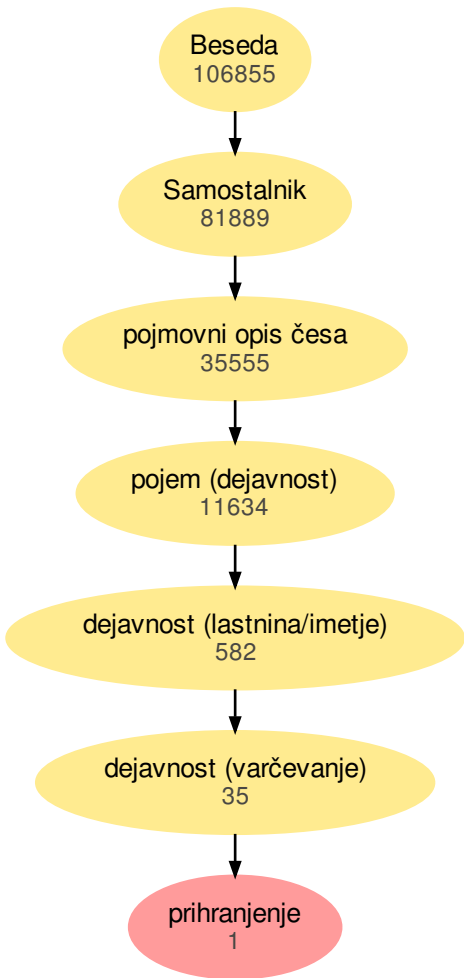 Beseda
106855
Samostalnik
81889
pojmovni opis česa
35555
pojem (dejavnost)
11634
dejavnost (lastnina/imetje)
582
dejavnost (varčevanje)
35
prihranjenje
1